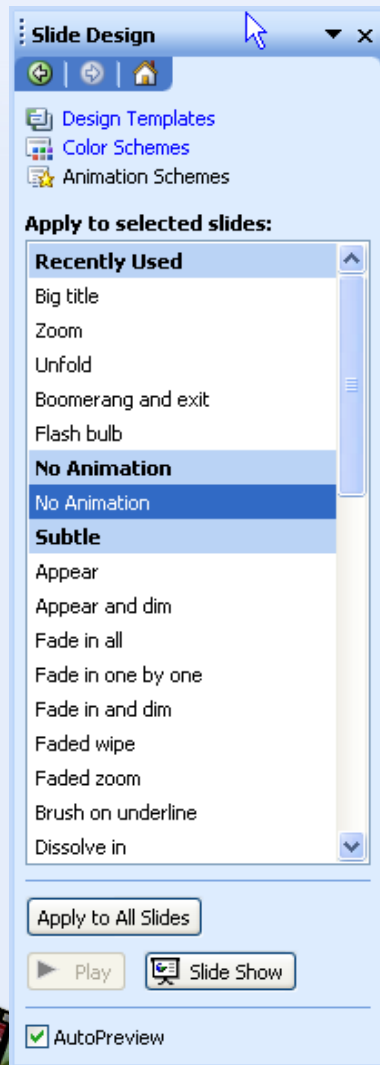 Slide Design
Design Templates
Color Schemes
Animation Schemes
Apply to selected slides:
Recently Used
Big title
Zoom
Unfold
Boomerang and exit
Flash bulb
No Animation
No Animation
Subtle
Appear
Appear and dim
Fade in all
Fade in one by one
Fade in and dim
Faded wipe
Faded zoom
Brush on underline
Dissolve in
Apply to All Slides
Play Slide Show
AutoPreview